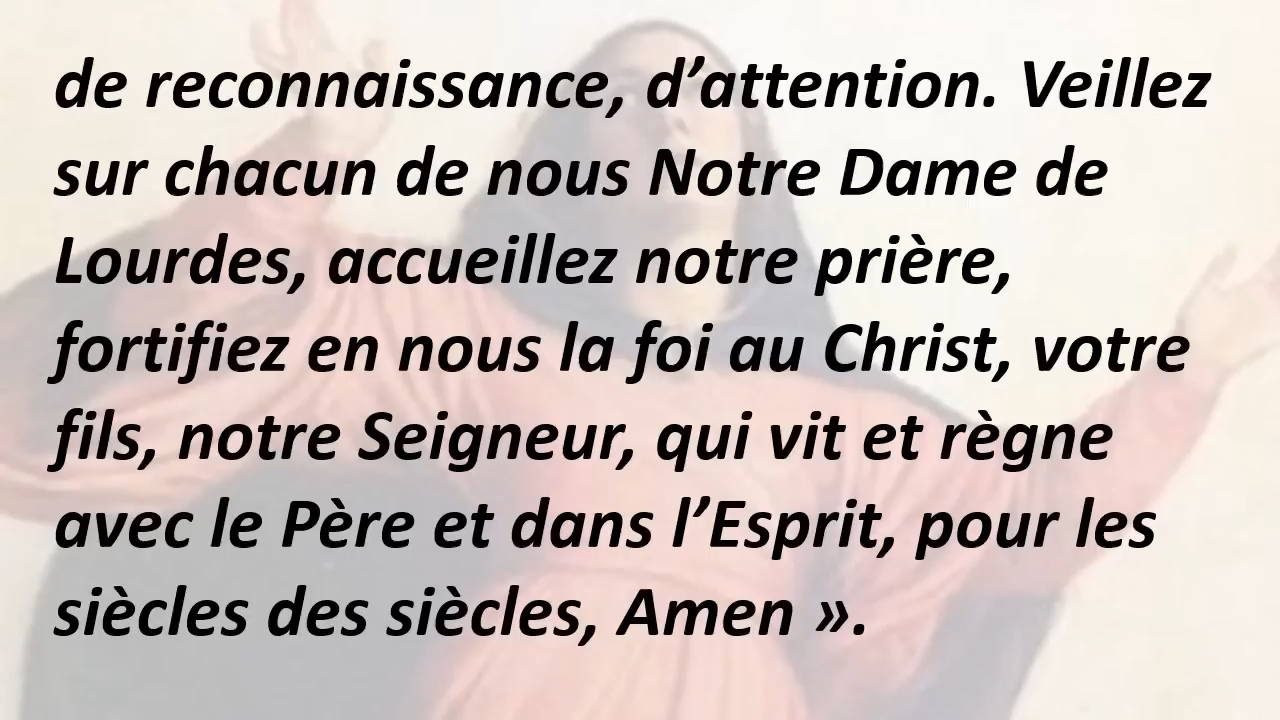 de reconnaissance, d’attention. Veillez
sur chacun de nous Notre Dame de
Lourdes, accueillez notre prière,
fortifiez en nous la foi au Christ, votre
fils, notre Seigneur, qui vit et règne
avec le Père et dans l’Esprit, pour les
siècles des siècles, Amen ».